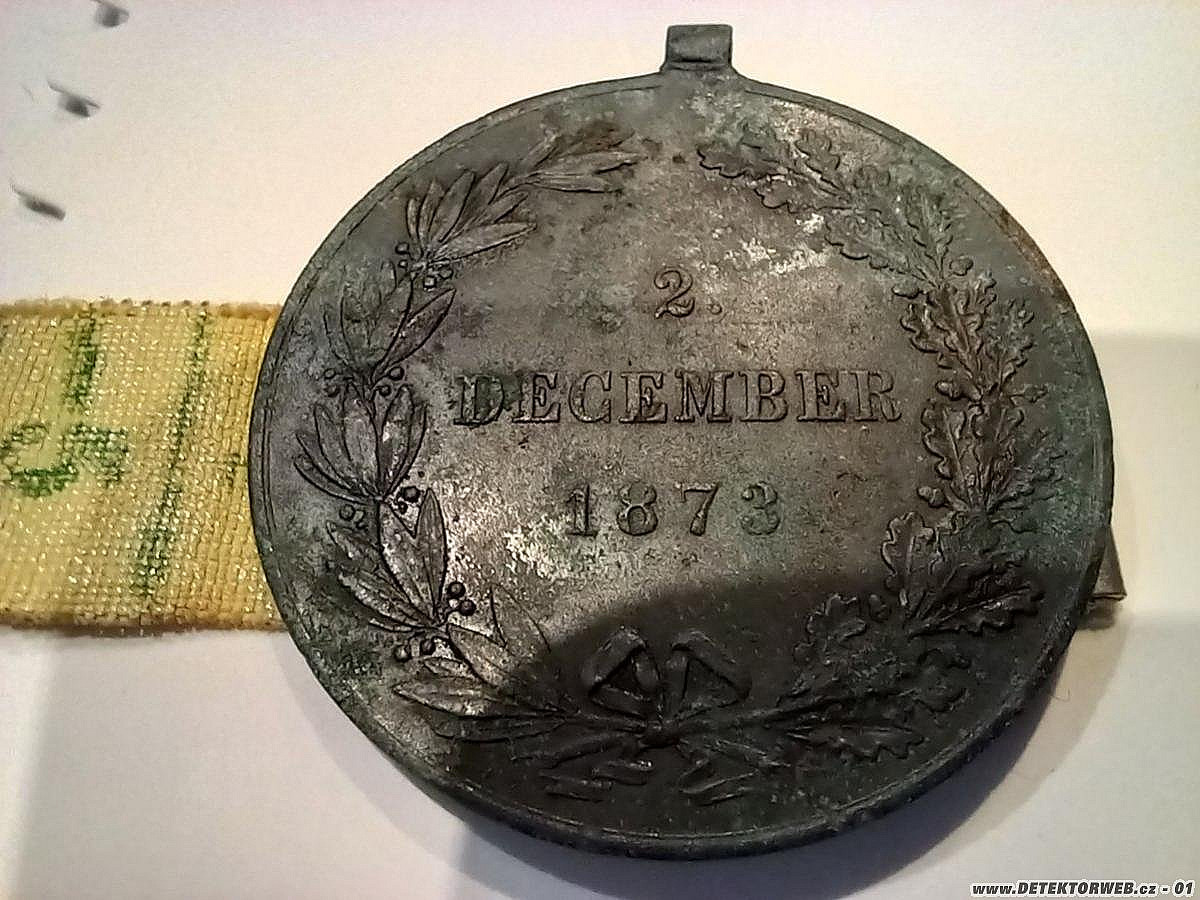 2.
DECEMBER
1873
www.DETEKTORWEB.cz - 01